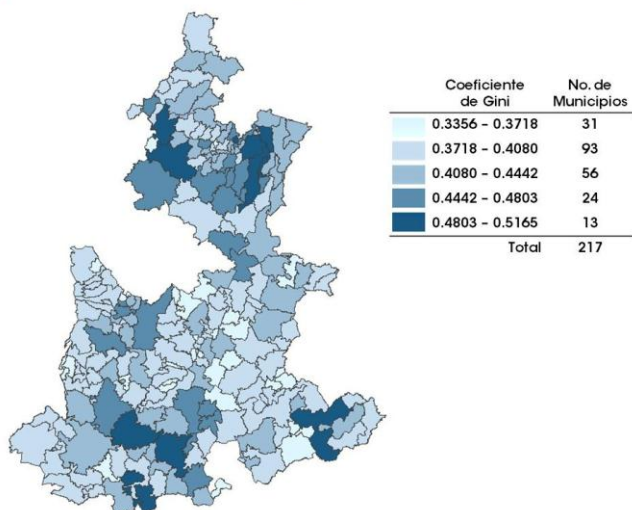 Coeficiente No. de
de Gini Municipios
0.3356 – 0.3718 31
0.3718 – 0.4080 93
0.4080 – 0.4442 56
0.4442 – 0.4803 24
0.4803 – 0.5165 13
Total 217